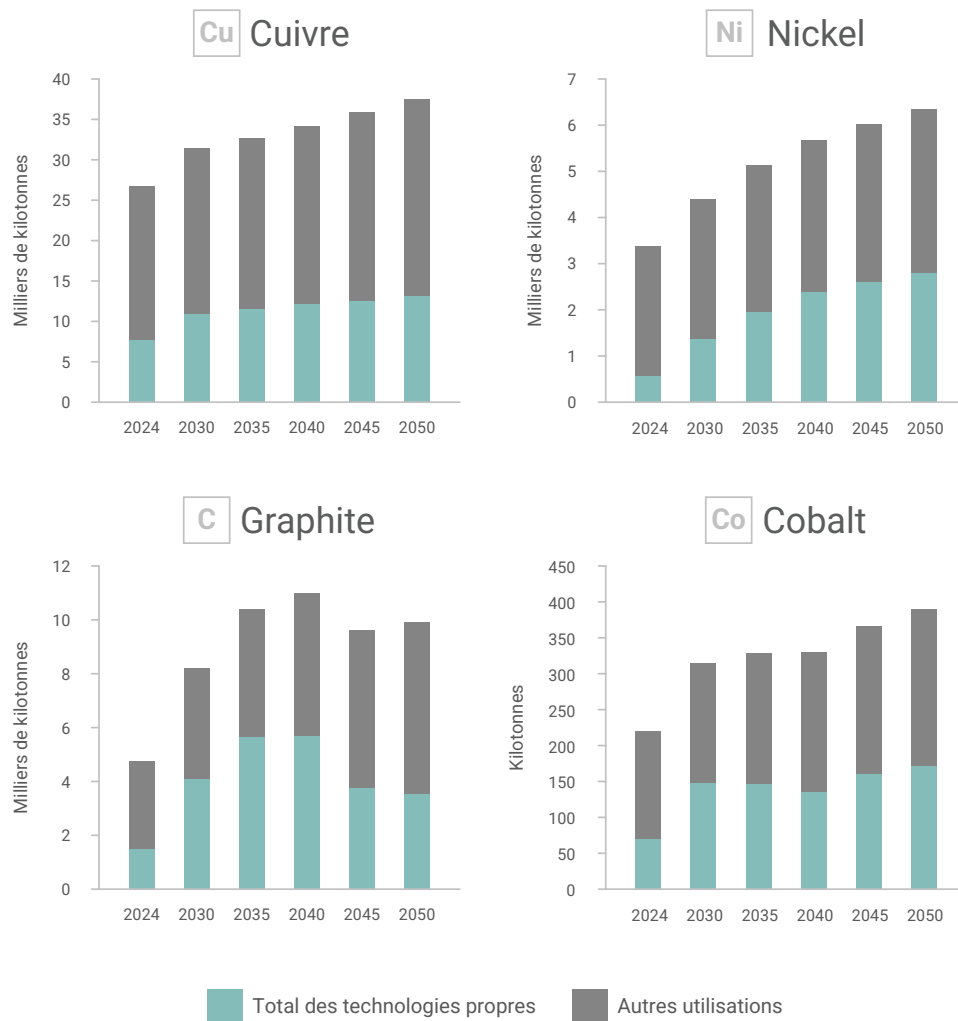 Cu Cuivre
Milliers de kilotonnes
40
35
30
25
20
15
10
5
0
2024 2030 2035 2040 2045 2050
Ni Nickel
Milliers de kilotonnes
7
6
5
4
3
2
1
0
2024 2030 2035 2040 2045 2050
C Graphite
Milliers de kilotonnes
12
10
8
6
4
2
0
2024 2030 2035 2040 2045 2050
Co Cobalt
Kilotonnes
450
400
350
300
250
200
150
100
50
0
2024 2030 2035 2040 2045 2050
Total des technologies propres Autres utilisations